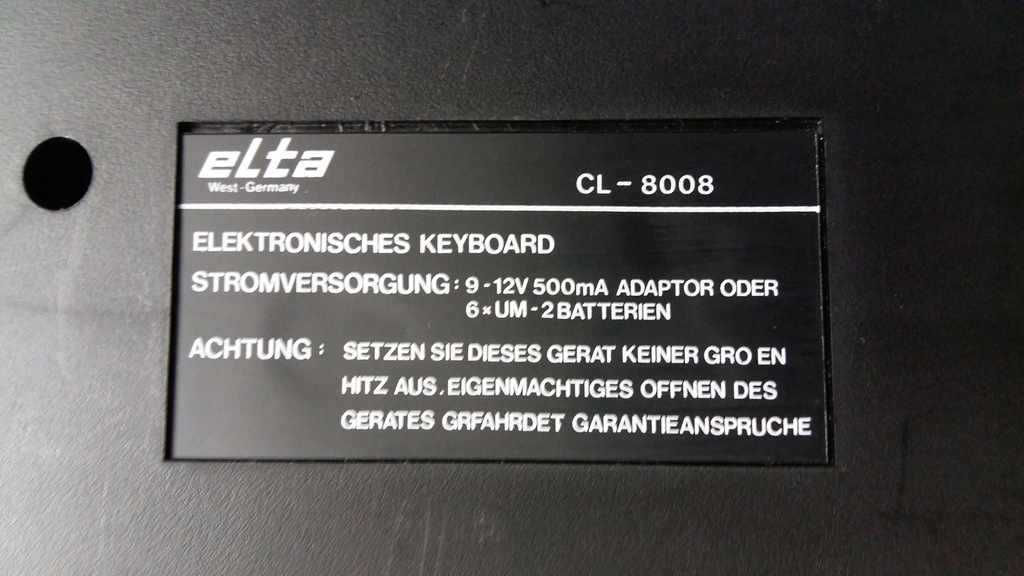 elta
West-Germany
CL-8008
ELEKTRONISCHES KEYBOARD
STROMVERSORGUNG: 9-12V 500mA ADAPTOR ODER
6×UM-2 BATTERIEN
ACHTUNG: SETZEN SIE DIESES GERAT KEINER GRO EN
HITZ AUS. EIGENMACHTIGES OFFNEN DES
GERATES GRFAHRDET GARANTIEANSPRUCHE